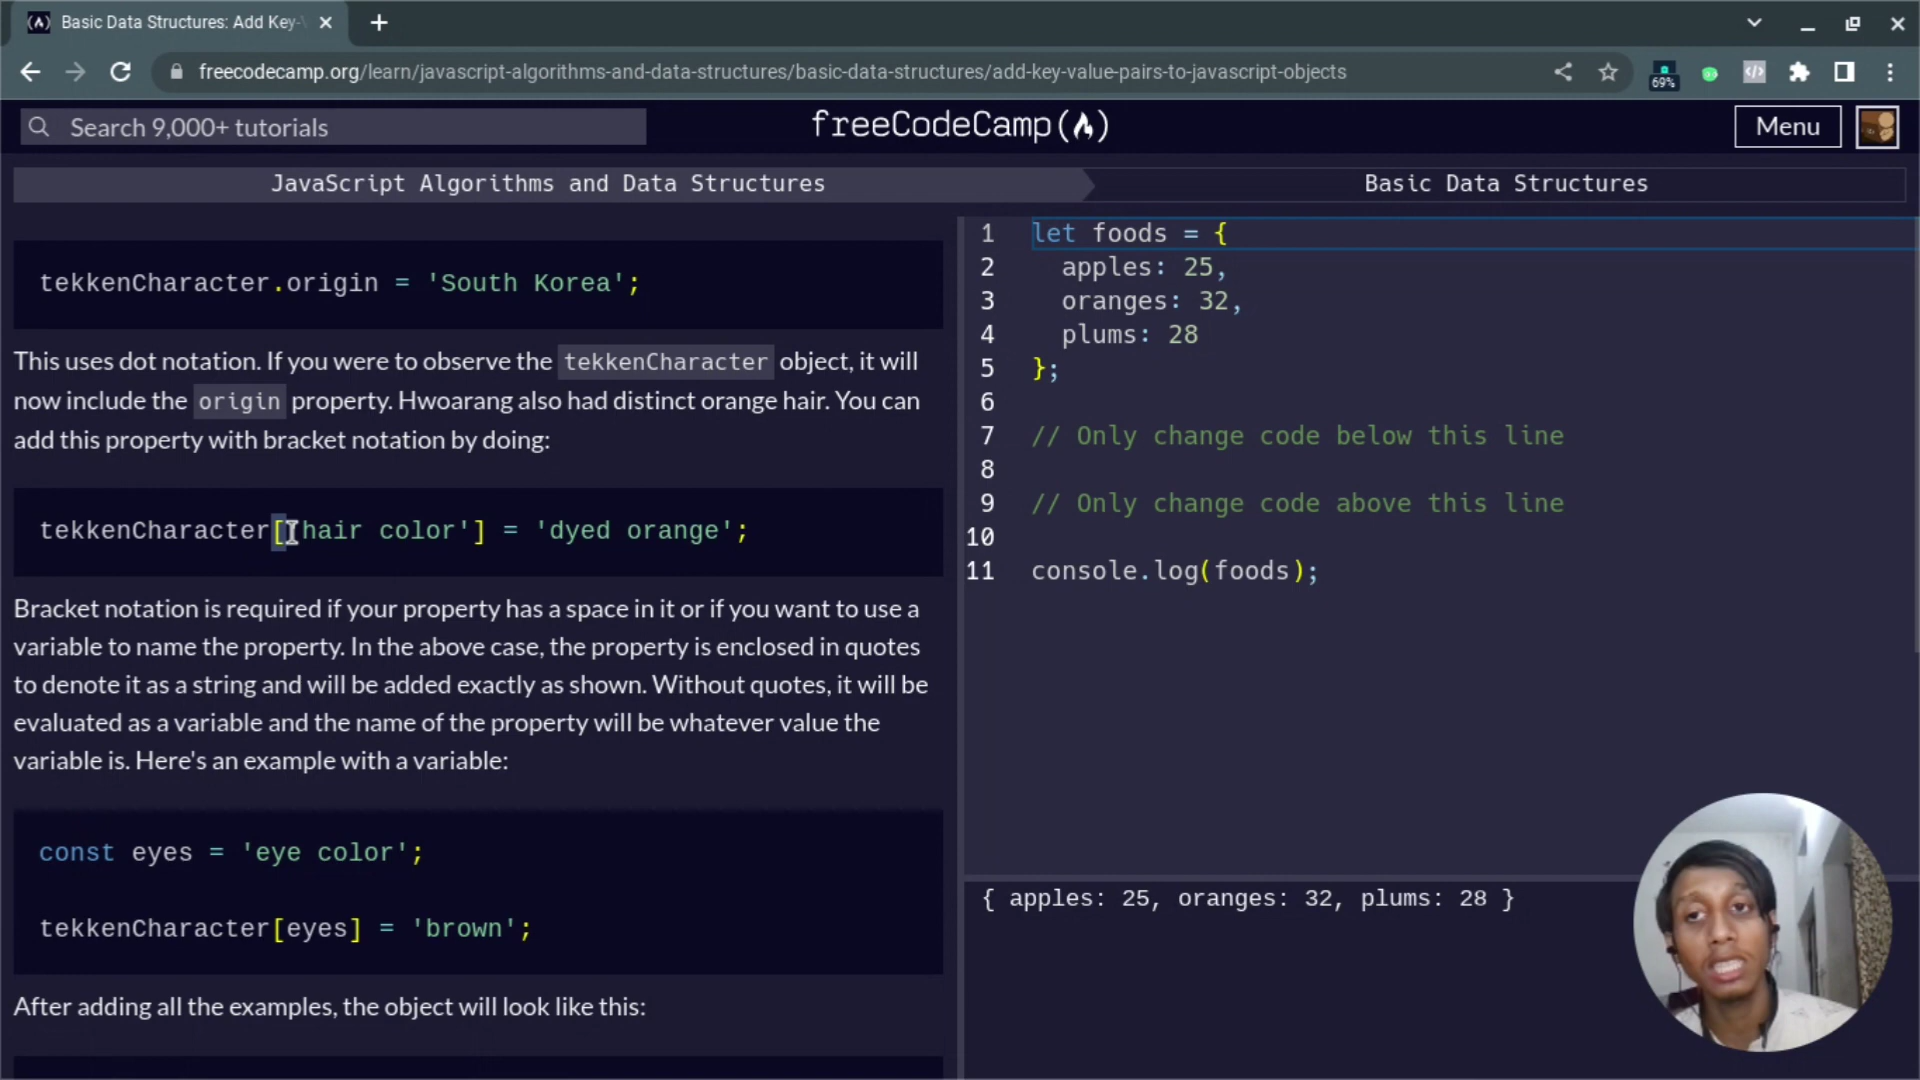 Basic Data Structures: Add Key-
freecodecamp.org/learn/javascript-algorithms-and-data-structures/basic-data-structures/add-key-value-pairs-to-javascript-objects
69%
Search 9,000+ tutorials
freeCodeCamp
Menu
JavaScript Algorithms and Data Structures
Basic Data Structures
tekkenCharacter.origin = 'South Korea';
This uses dot notation. If you were to observe the tekkenCharacter object, it will
now include the origin property. Hwoarang also had distinct orange hair. You can
add this property with bracket notation by doing:
tekkenCharacter['hair color'] = 'dyed orange';
Bracket notation is required if your property has a space in it or if you want to use a
variable to name the property. In the above case, the property is enclosed in quotes
to denote it as a string and will be added exactly as shown. Without quotes, it will be
evaluated as a variable and the name of the property will be whatever value the
variable is. Here's an example with a variable:
const eyes = 'eye color';
tekkenCharacter[eyes] = 'brown';
After adding all the examples, the object will look like this:
1 let foods = {
2 apples: 25,
3 oranges: 32,
4 plums: 28
5 };
6
7 // Only change code below this line
8
9 // Only change code above this line
10
11 console.log(foods);
{ apples: 25, oranges: 32, plums: 28 }